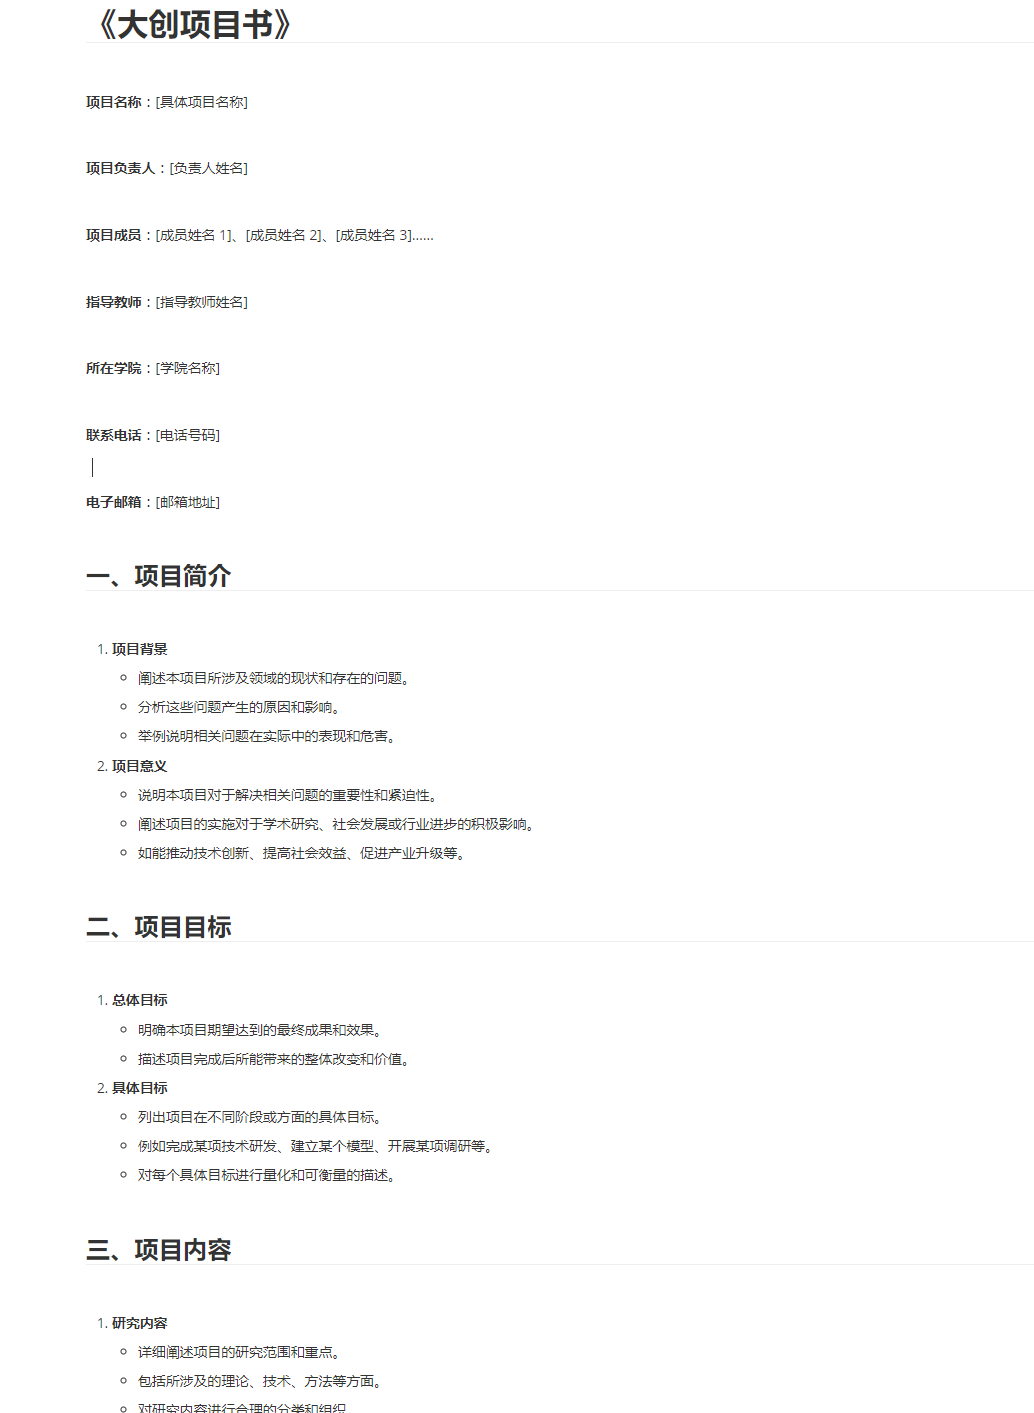 《大创项目书》
项目名称：[具体项目名称]
项目负责人：[负责人姓名]
项目成员：[成员姓名 1]、[成员姓名 2]、[成员姓名 3]……
指导教师：[指导教师姓名]
所在学院：[学院名称]
联系电话：[电话号码]
电子邮箱：[邮箱地址]
一、项目简介
1. 项目背景
○ 阐述本项目所涉及领域的现状和存在的问题。
○ 分析这些问题产生的原因和影响。
○ 举例说明相关问题在实际中的表现和危害。
2. 项目意义
○ 说明本项目对于解决相关问题的重要性和紧迫性。
○ 阐述项目的实施对于学术研究、社会发展或行业进步的积极影响。
○ 如能推动技术创新、提高社会效益、促进产业升级等。
二、项目目标
1. 总体目标
○ 明确本项目期望达到的最终成果和效果。
○ 描述项目完成后所能带来的整体改变和价值。
2. 具体目标
○ 列出项目在不同阶段或方面的具体目标。
○ 例如完成某项技术研发、建立某个模型、开展某项调研等。
○ 对每个具体目标进行量化和可衡量的描述。
三、项目内容
1. 研究内容
○ 详细阐述项目的研究范围和重点。
○ 包括所涉及的理论、技术、方法等方面。
○ 对研究内容进行合理的分类和组织